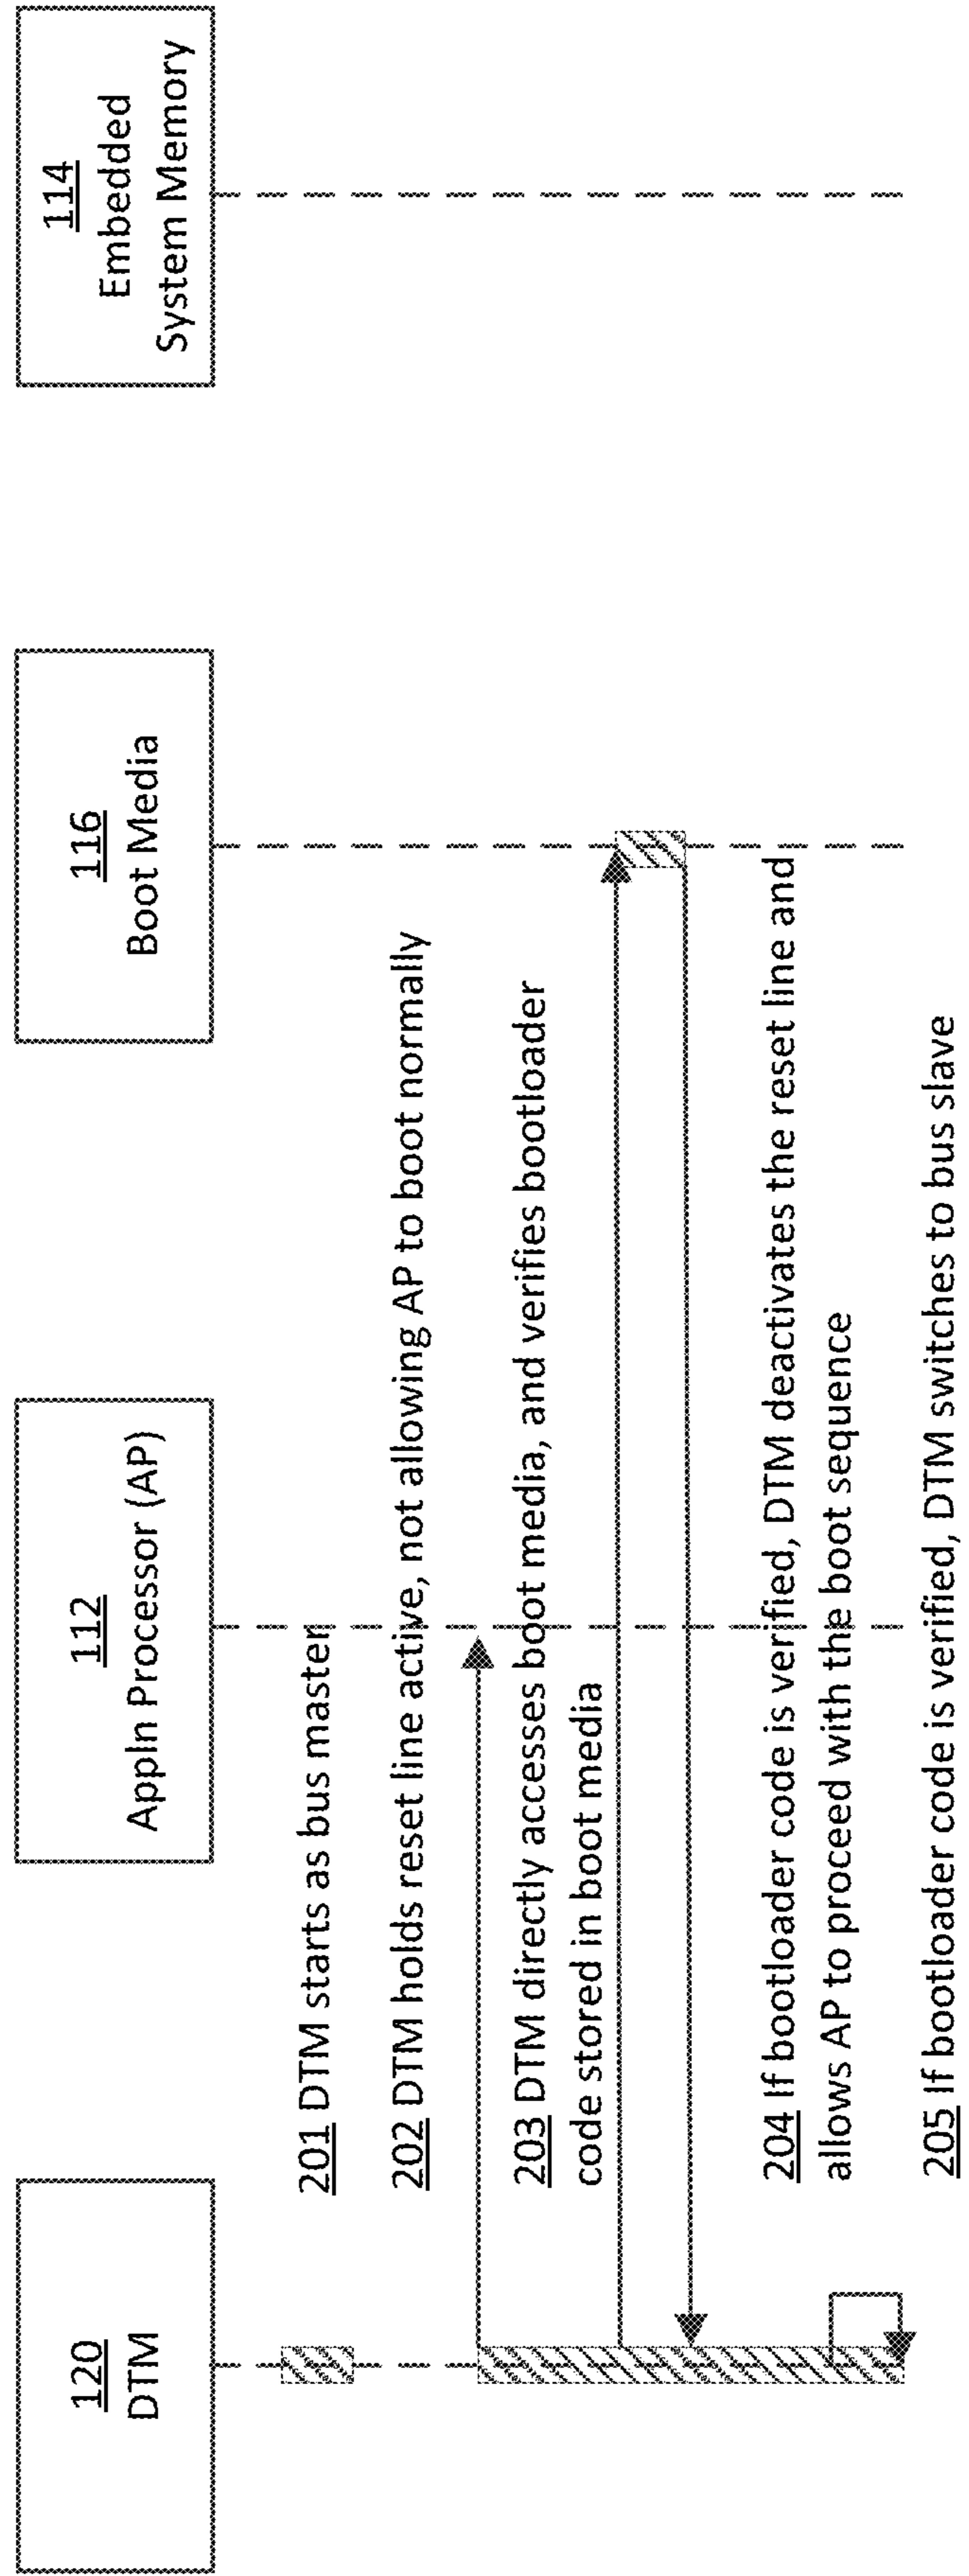 120
DTM
112
Appln Processor (AP)
116
Boot Media
114
Embedded
System Memory
201 DTM starts as bus master
202 DTM holds reset line active, not allowing AP to boot normally
203 DTM directly accesses boot media, and verifies bootloader
code stored in boot media
204 If bootloader code is verified, DTM deactivates the reset line and
allows AP to proceed with the boot sequence
205 If bootloader code is verified, DTM switches to bus slave